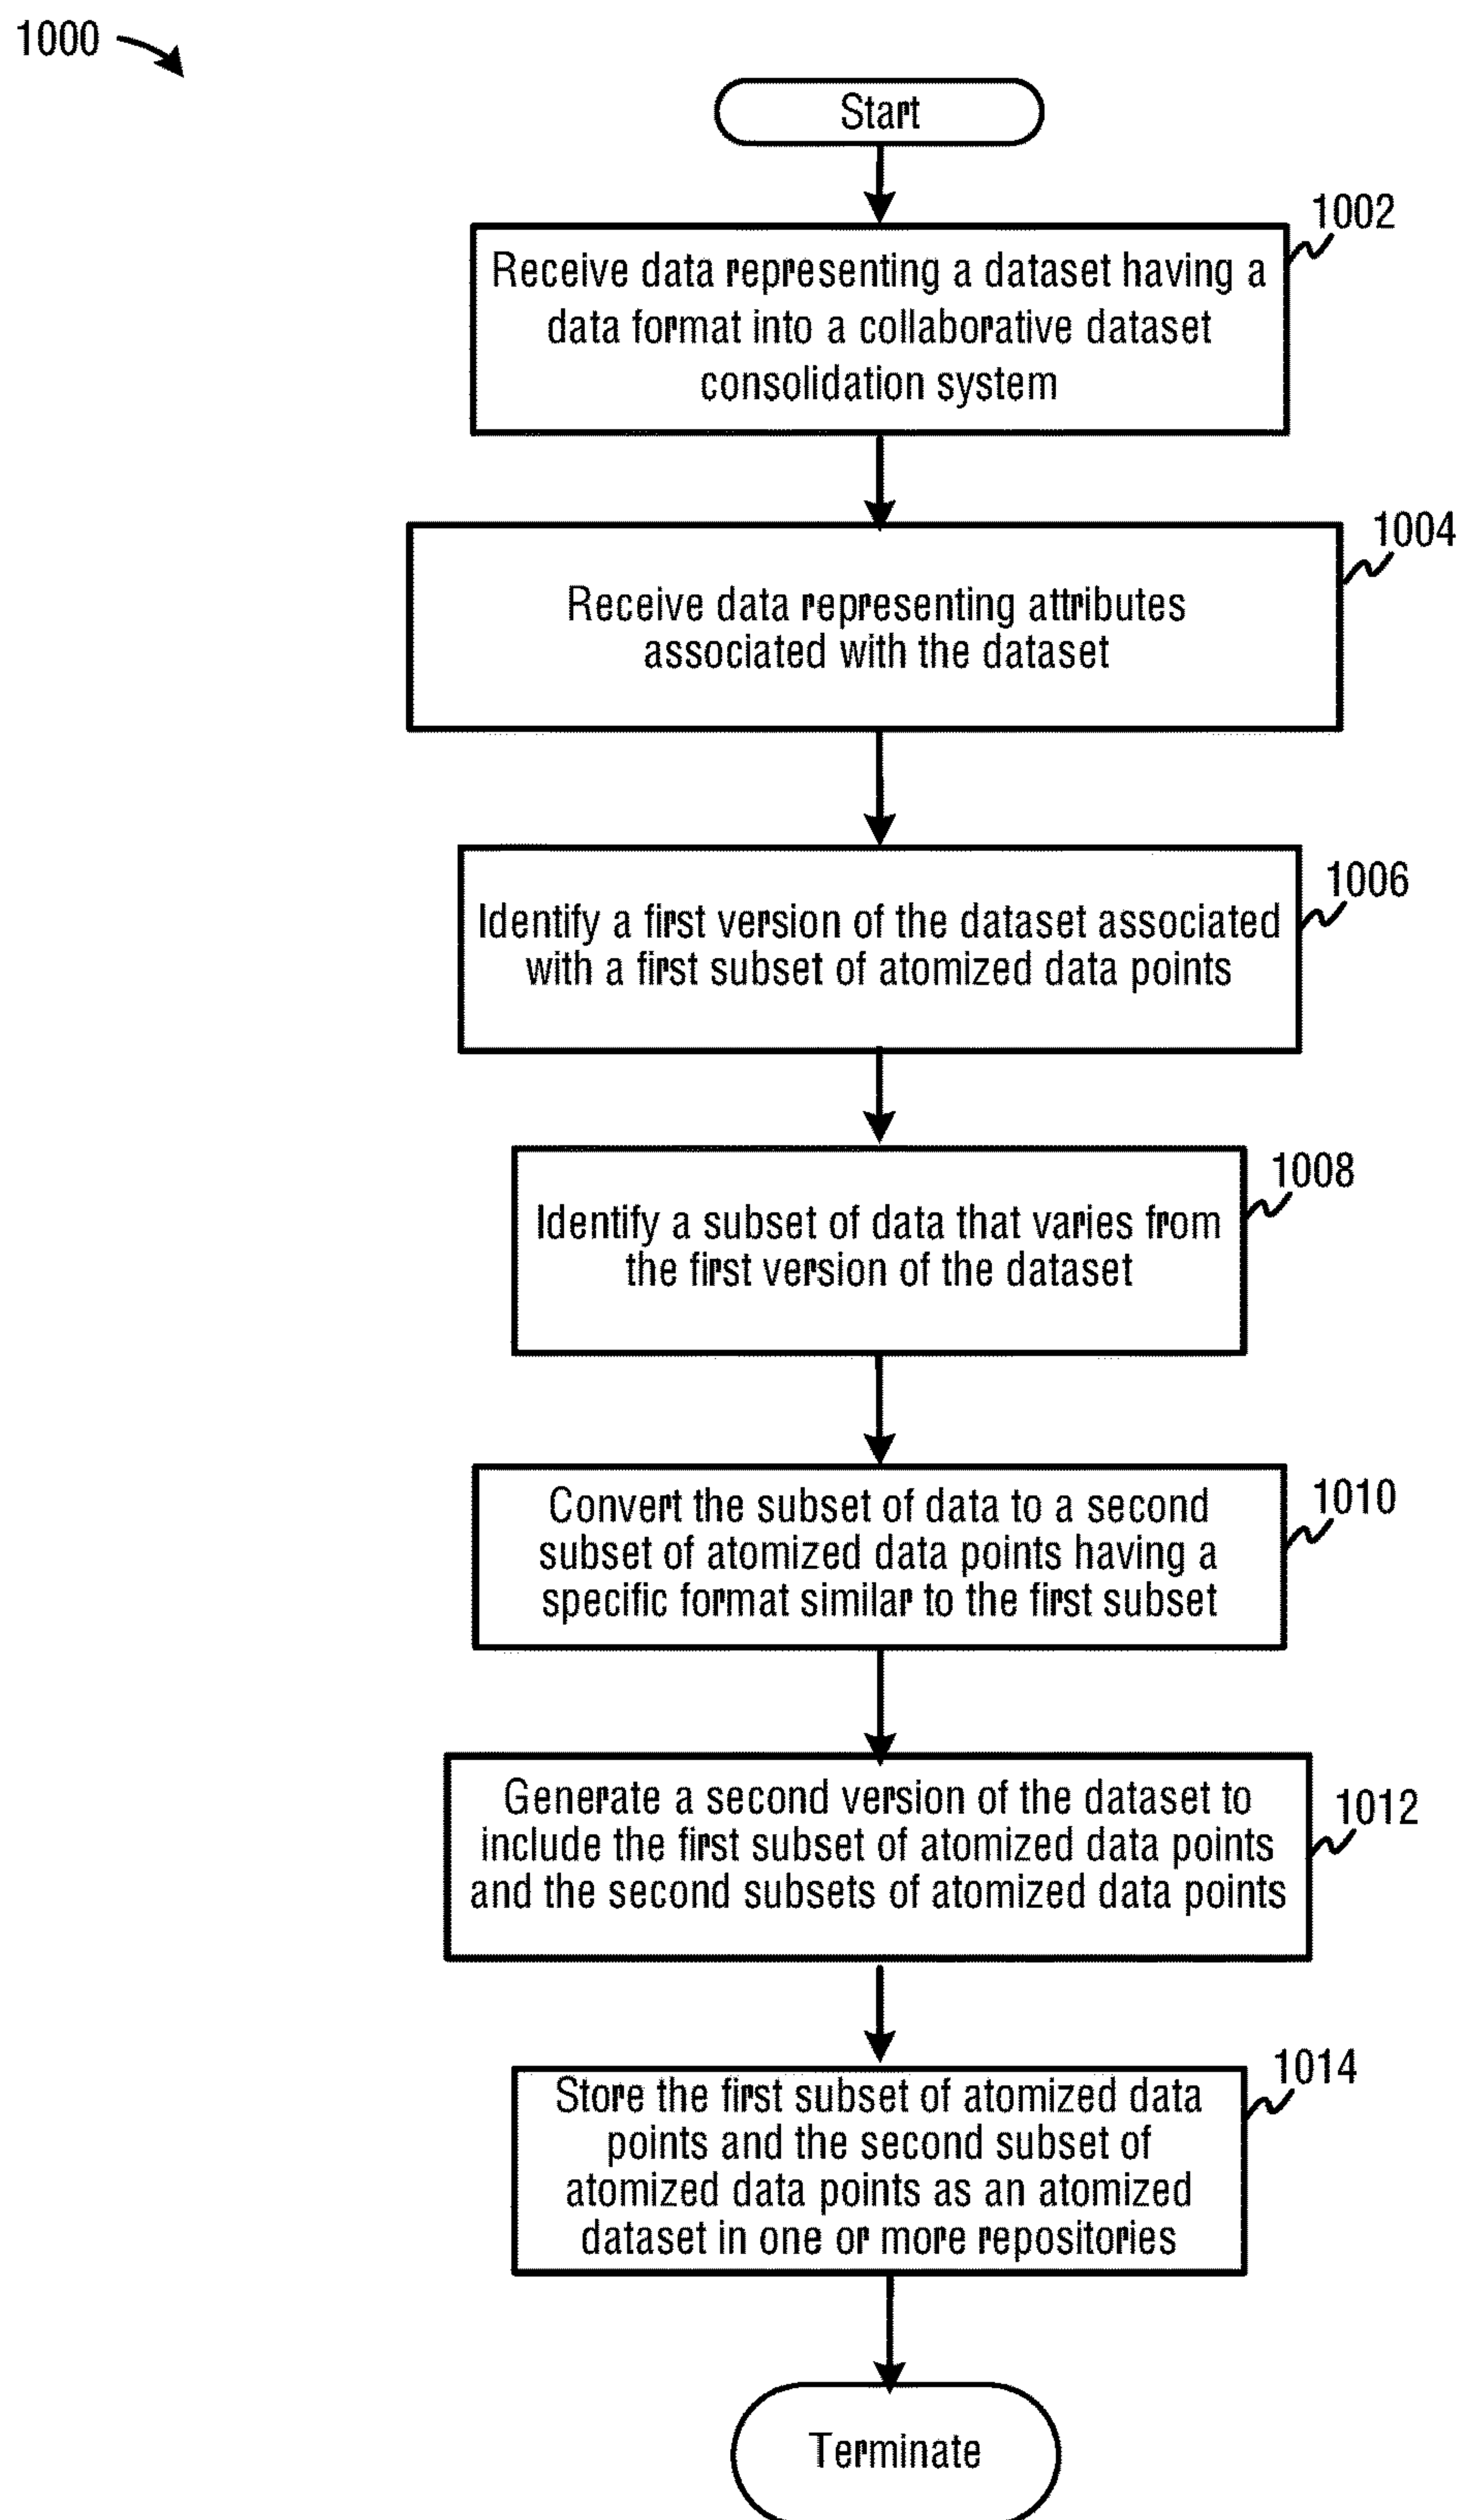 1000
Start
1002
Receive data representing a dataset having a
data format into a collaborative dataset
consolidation system
1004
Receive data representing attributes
associated with the dataset
1006
Identify a first version of the dataset associated
with a first subset of atomized data points
1008
Identify a subset of data that varies from
the first version of the dataset
1010
Convert the subset of data to a second
subset of atomized data points having a
specific format similar to the first subset
1012
Generate a second version of the dataset to
include the first subset of atomized data points
and the second subsets of atomized data points
1014
Store the first subset of atomized data
points and the second subset of
atomized data points as an atomized
dataset in one or more repositories
Terminate